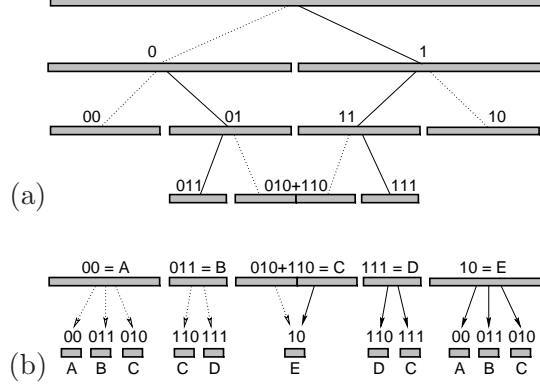 0 1
00 01 11 10
011 010+110 111
(a)
00 = A 011 = B 010+110 = C 111 = D 10 = E
00 011 010 110 111 10 110 111 00 011 010
(b) A B C C D E D C A B C